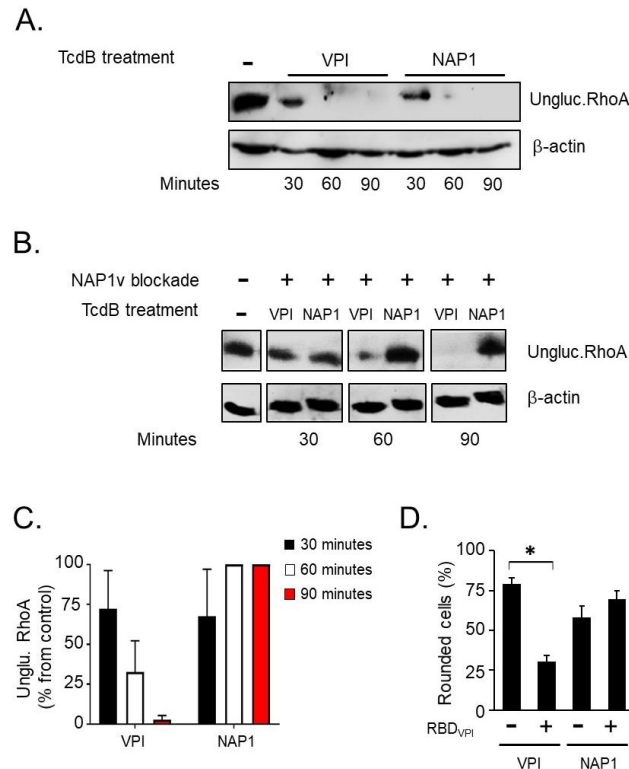 A.
TcdB treatment – VPI NAP1
Ungluc.RhoA
β-actin
Minutes 30 60 90 30 60 90
B.
NAP1v blockade – + + + + + +
TcdB treatment – VPI NAP1 VPI NAP1 VPI NAP1
Ungluc.RhoA
β-actin
Minutes 30 60 90
C.
Unglu. RhoA
(% from control)
100
75
50
25
0
VPI NAP1
30 minutes
60 minutes
90 minutes
D.
Rounded cells (%)
100
75
50
25
0
*
RBDVPI – + – +
VPI NAP1